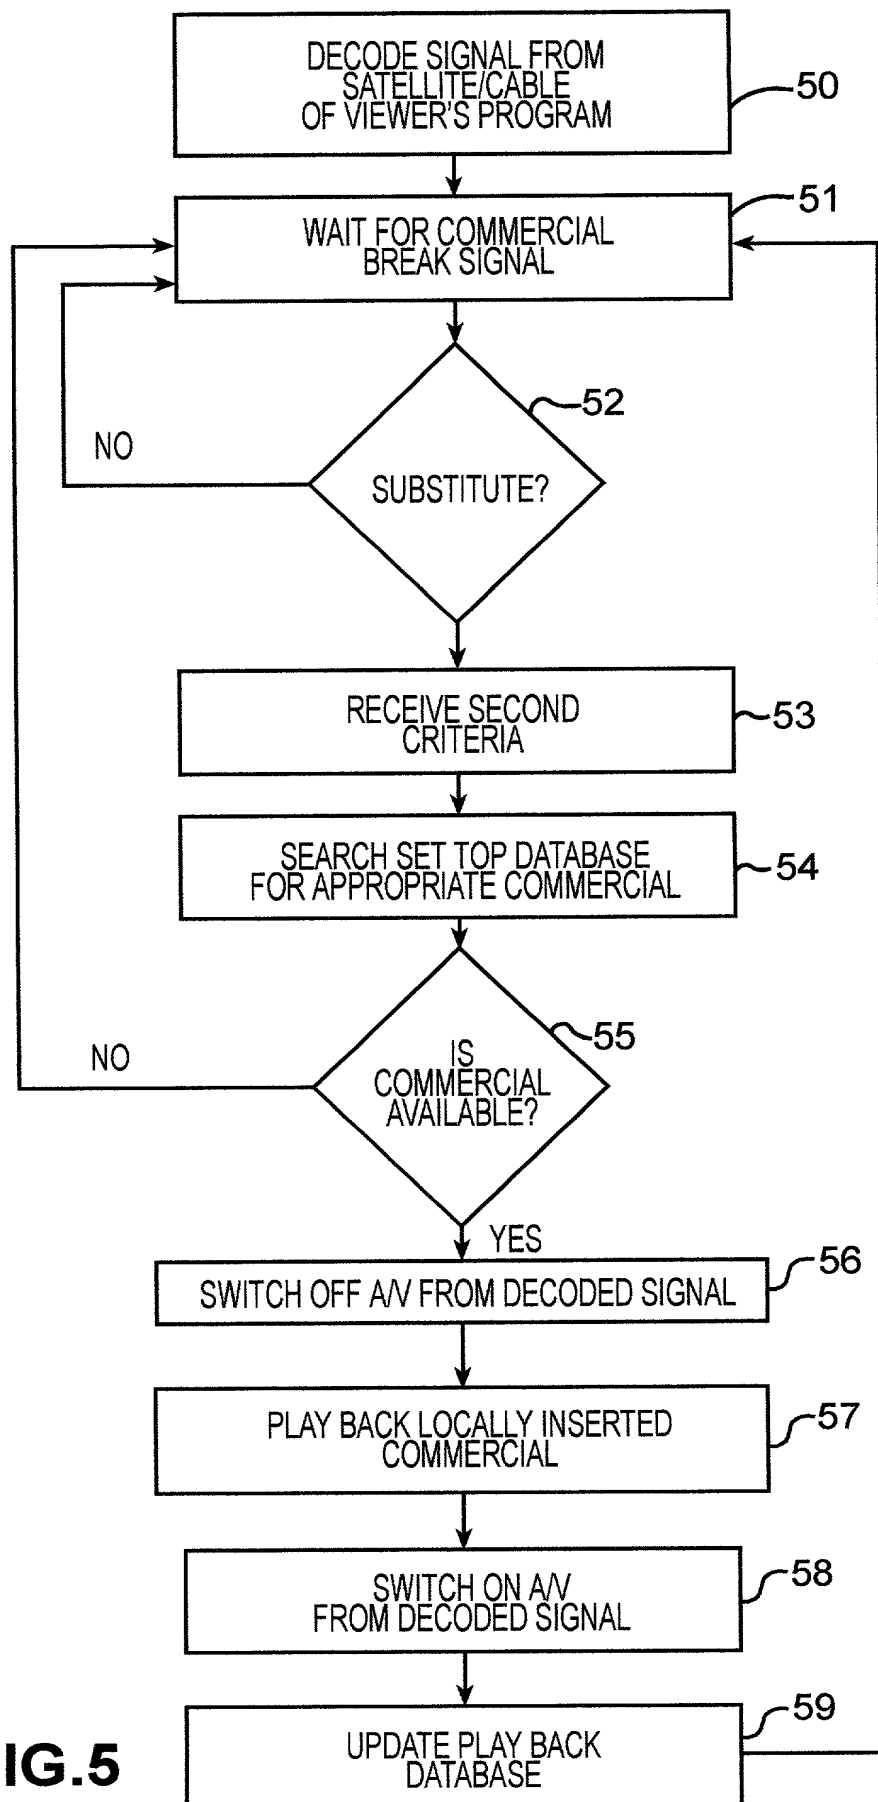 DECODE SIGNAL FROM
SATELLITE/CABLE
OF VIEWER'S PROGRAM
50
WAIT FOR COMMERCIAL
BREAK SIGNAL
51
SUBSTITUTE?
52
NO
RECEIVE SECOND
CRITERIA
53
SEARCH SET TOP DATABASE
FOR APPROPRIATE COMMERCIAL
54
IS
COMMERCIAL
AVAILABLE?
55
NO
YES
SWITCH OFF A/V FROM DECODED SIGNAL
56
PLAY BACK LOCALLY INSERTED
COMMERCIAL
57
SWITCH ON A/V
FROM DECODED SIGNAL
58
UPDATE PLAY BACK
DATABASE
59
IG.5